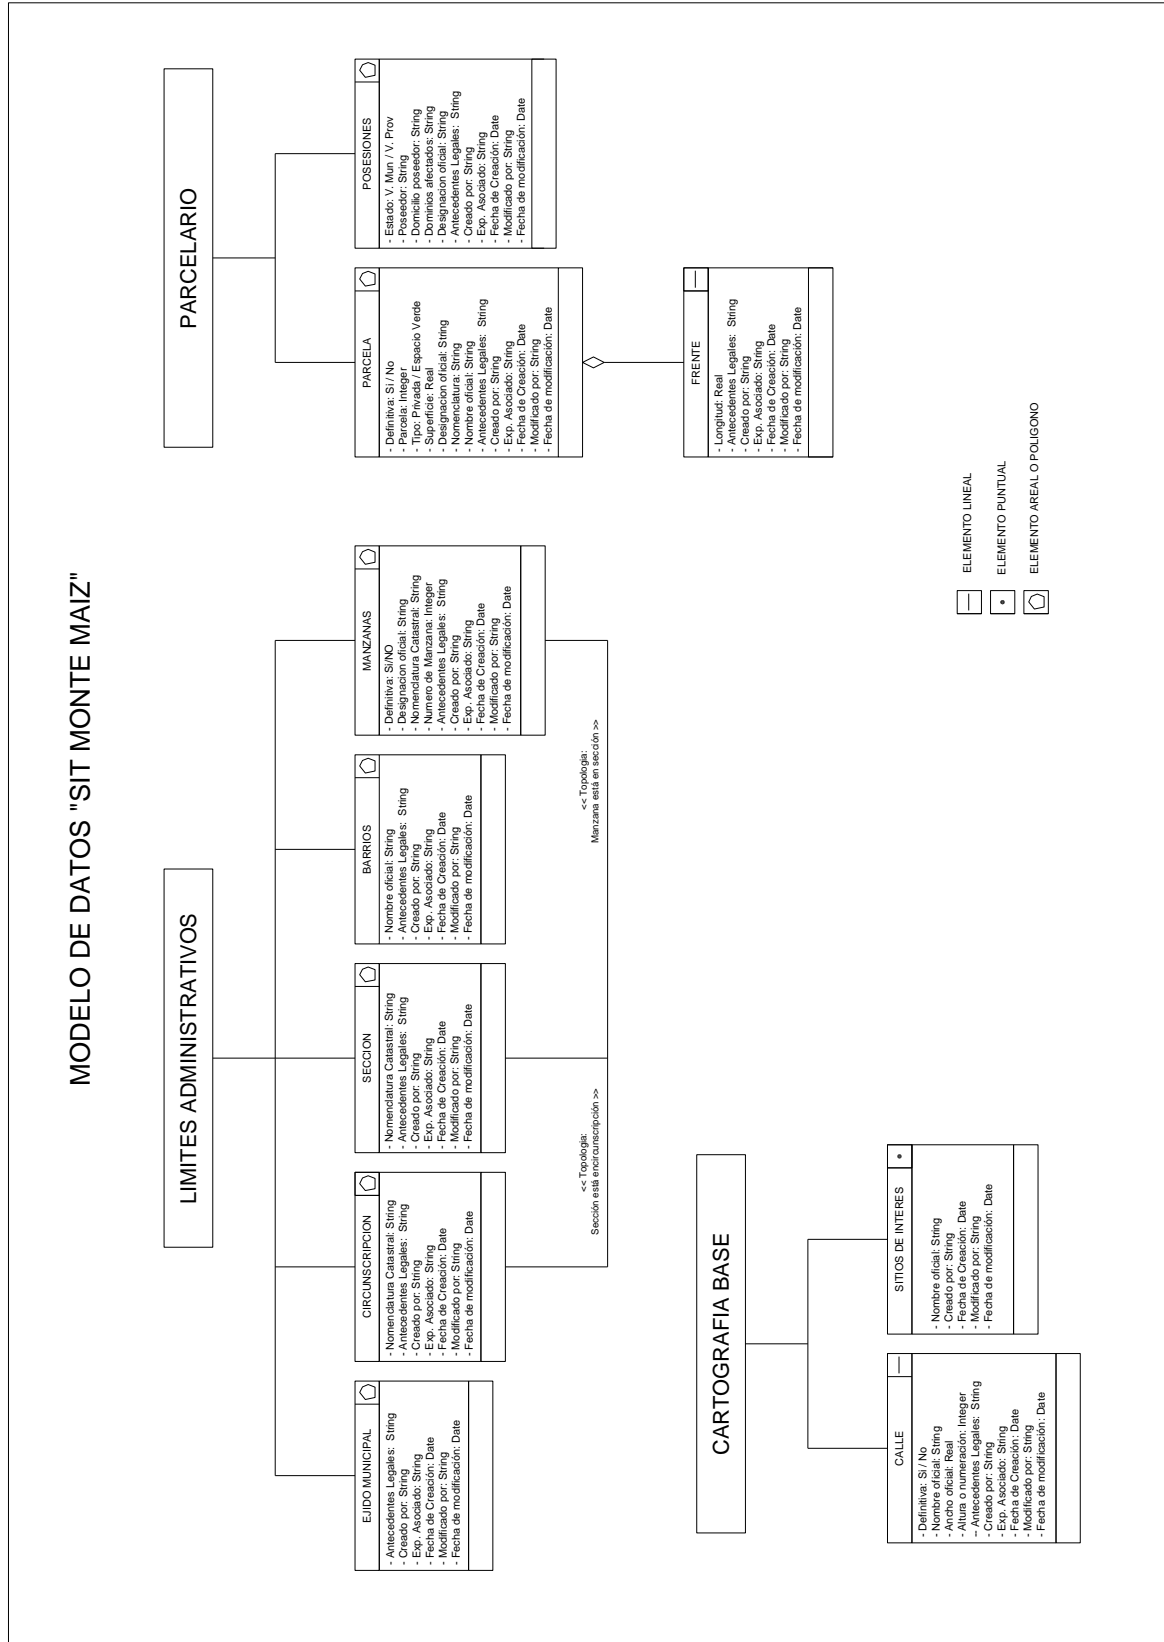 MODELO DE DATOS "SIT MONTE MAIZ"
LIMITES ADMINISTRATIVOS
EJIDO MUNICIPAL
- Antecedentes Legales: String
- Creado por: String
- Exp. Asociado: String
- Fecha de Creación: Date
- Modificado por: String
- Fecha de modificación: Date
CIRCUNSCRIPCION
- Nomenclatura Catastral: String
- Antecedentes Legales: String
- Creado por: String
- Exp. Asociado: String
- Fecha de Creación: Date
- Modificado por: String
- Fecha de modificación: Date
SECCION
- Nomenclatura Catastral: String
- Antecedentes Legales: String
- Creado por: String
- Exp. Asociado: String
- Fecha de Creación: Date
- Modificado por: String
- Fecha de modificación: Date
BARRIOS
- Nombre oficial: String
- Antecedentes Legales: String
- Creado por: String
- Exp. Asociado: String
- Fecha de Creación: Date
- Modificado por: String
- Fecha de modificación: Date
MANZANAS
- Definitiva: Si/NO
- Designacion oficial: String
- Nomenclatura Catastral: String
- Numero de Manzana: Integer
- Antecedentes Legales: String
- Creado por: String
- Exp. Asociado: String
- Fecha de Creación: Date
- Modificado por: String
- Fecha de modificación: Date
<< Topologia:
Sección está encircunscripción >>
<< Topologia:
Manzana está en sección >>
PARCELARIO
PARCELA
- Definitiva: Si / No
- Parcela: Integer
- Tipo: Privada / Espacio Verde
- Superficie: Real
- Designacion oficial: String
- Nomenclatura: String
- Nombre oficial: String
- Antecedentes Legales: String
- Creado por: String
- Exp. Asociado: String
- Fecha de Creación: Date
- Modificado por: String
- Fecha de modificación: Date
POSESIONES
- Estado: V. Mun / V. Prov
- Poseedor: String
- Domicilio poseedor: String
- Dominios afectados: String
- Designacion oficial: String
- Antecedentes Legales: String
- Creado por: String
- Exp. Asociado: String
- Fecha de Creación: Date
- Modificado por: String
- Fecha de modificación: Date
FRENTE
- Longitud: Real
- Antecedentes Legales: String
- Creado por: String
- Exp. Asociado: String
- Fecha de Creación: Date
- Modificado por: String
- Fecha de modificación: Date
CARTOGRAFIA BASE
CALLE
- Definitiva: Si / No
- Nombre oficial: String
- Ancho oficial: Real
- Altura o numeración: Integer
-- Antecedentes Legales: String
- Creado por: String
- Exp. Asociado: String
- Fecha de Creación: Date
- Modificado por: String
- Fecha de modificación: Date
SITIOS DE INTERES
- Nombre oficial: String
- Creado por: String
- Fecha de Creación: Date
- Modificado por: String
- Fecha de modificación: Date
ELEMENTO LINEAL
ELEMENTO PUNTUAL
ELEMENTO AREAL O POLIGONO